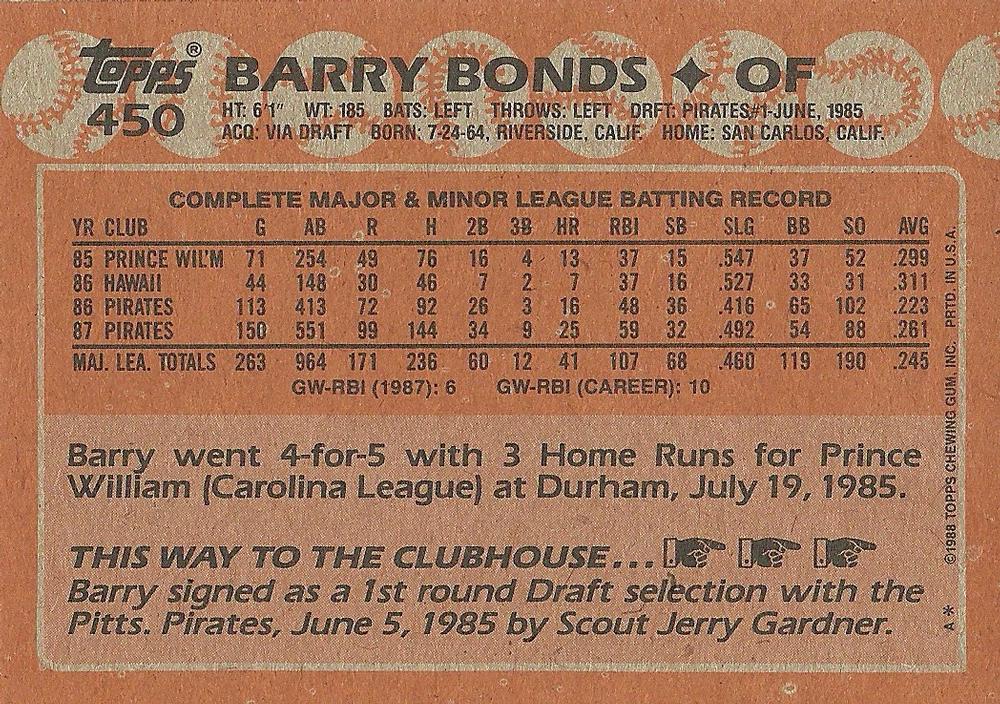 topps® BARRY BONDS ✦ OF
450
HT: 6'1" WT: 185 BATS: LEFT THROWS: LEFT DRFT: PIRATES#1-JUNE, 1985
ACQ: VIA DRAFT BORN: 7-24-64, RIVERSIDE, CALIF. HOME: SAN CARLOS, CALIF.
COMPLETE MAJOR & MINOR LEAGUE BATTING RECORD
YR CLUB G AB R H 2B 3B HR RBI SB SLG BB SO AVG
85 PRINCE WIL'M 71 254 49 76 16 4 13 37 15 .547 37 52 .299
86 HAWAII 44 148 30 46 7 2 7 37 16 .527 33 31 .311
86 PIRATES 113 413 72 92 26 3 16 48 36 .416 65 102 .223
87 PIRATES 150 551 99 144 34 9 25 59 32 .492 54 88 .261
MAJ. LEA. TOTALS 263 964 171 236 60 12 41 107 68 .460 119 190 .245
GW-RBI (1987): 6 GW-RBI (CAREER): 10
Barry went 4-for-5 with 3 Home Runs for Prince
William (Carolina League) at Durham, July 19, 1985.
THIS WAY TO THE CLUBHOUSE...
Barry signed as a 1st round Draft selection with the
Pitts. Pirates, June 5, 1985 by Scout Jerry Gardner.
A* ©1988 TOPPS CHEWING GUM, INC. PRTD. IN U.S.A.